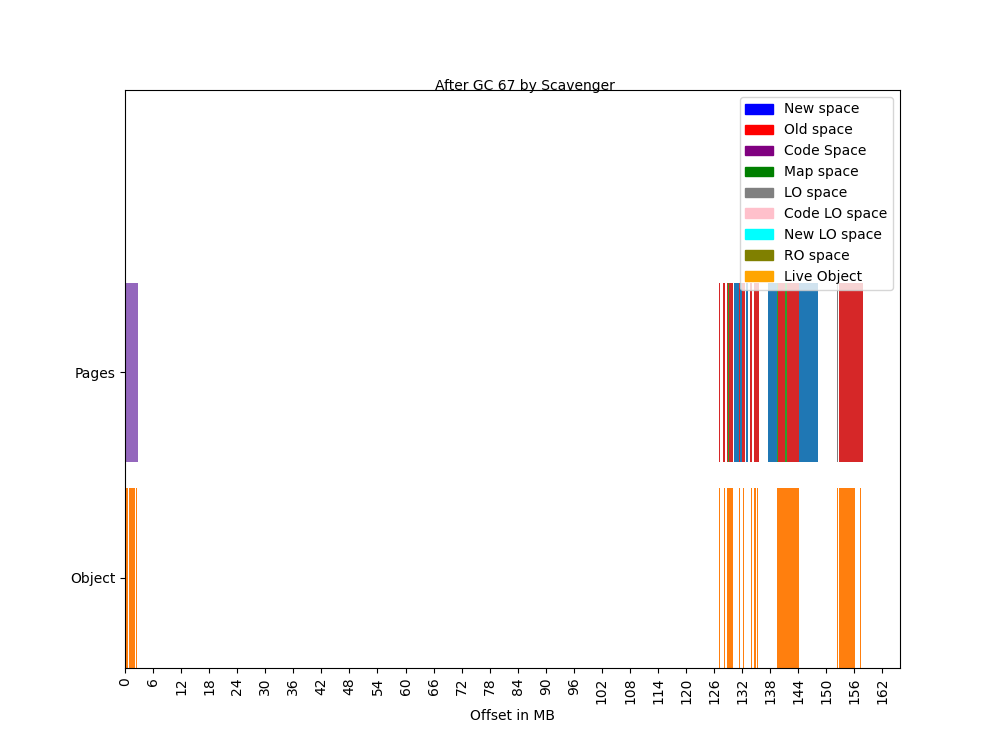 After GC 67 by Scavenger
New space
Old space
Code Space
Map space
LO space
Code LO space
New LO space
RO space
Live Object
Pages
Object
0 6 12 18 24 30 36 42 48 54 60 66 72 78 84 90 96 102 108 114 120 126 132 138 144 150 156 162
Offset in MB